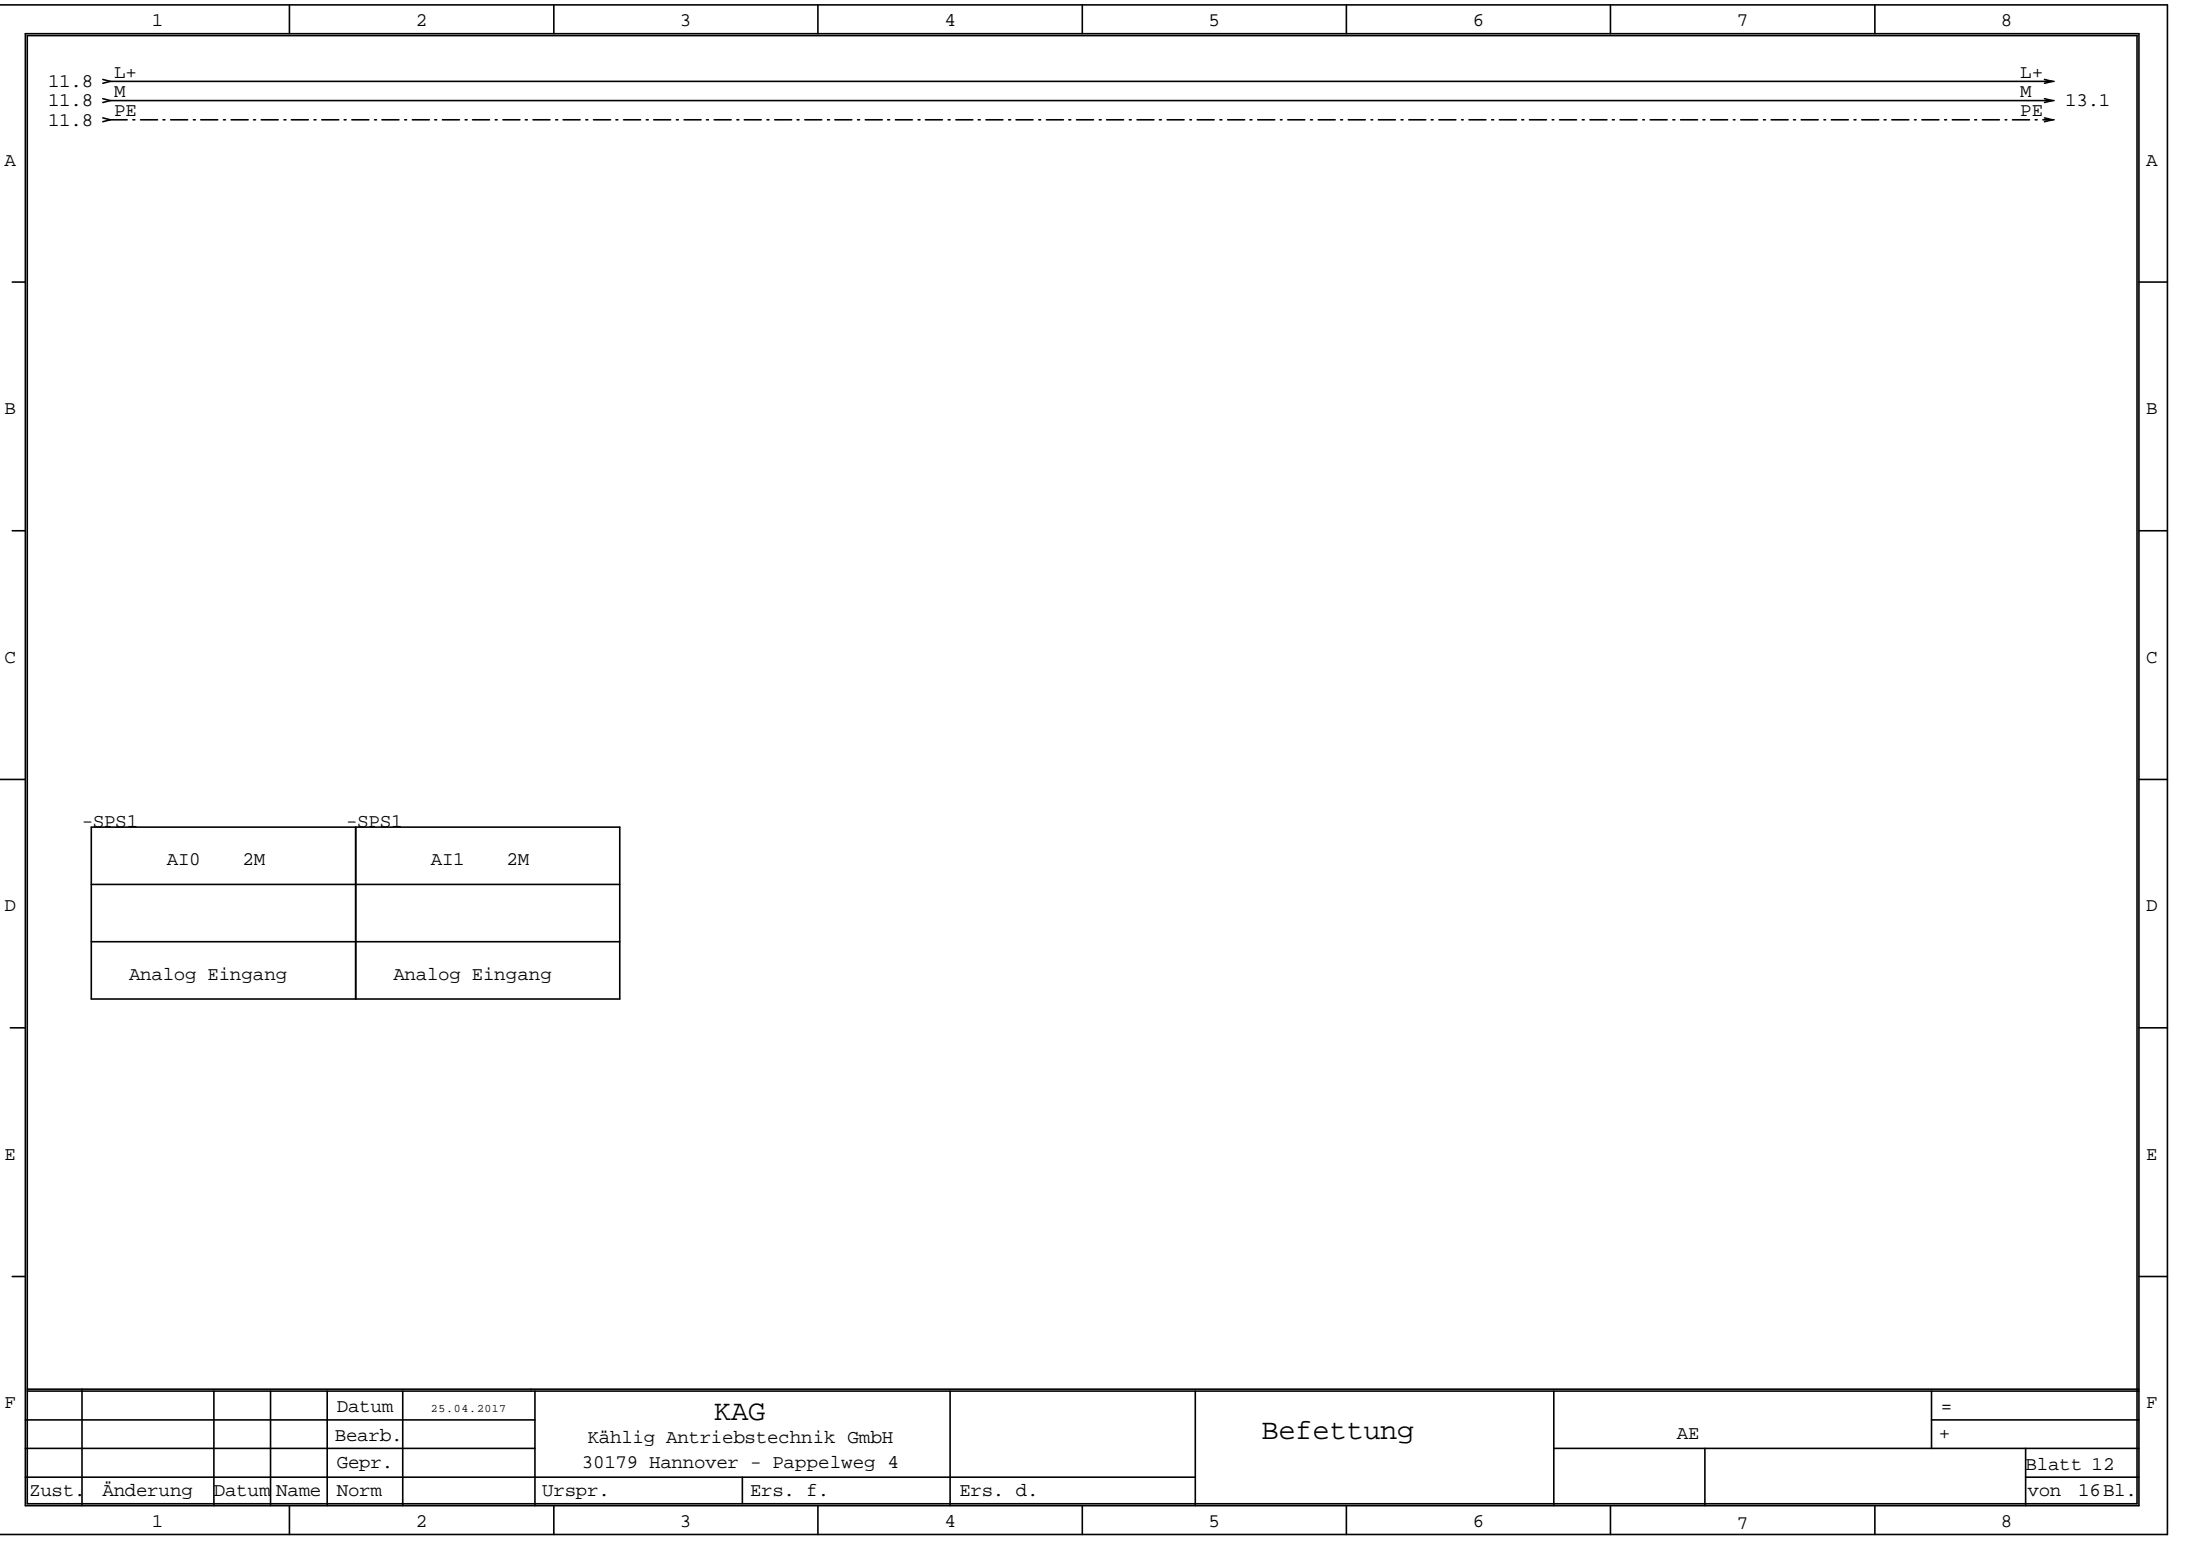 1 2 3 4 5 6 7 8
L+ L+
11.8
M M
11.8 13.1
PE PE
11.8
A A
B B
C C
-SPS1 -SPS1
AI0 2M AI1 2M
D D
Analog Eingang Analog Eingang
E E
F F
Datum 25.04.2017 KAG =
Bearb. Kählig Antriebstechnik GmbH Befettung AE +
Gepr. 30179 Hannover - Pappelweg 4 Blatt 12
Zust. Änderung Datum Name Norm Urspr. Ers. f. Ers. d. von 16Bl.
1 2 3 4 5 6 7 8